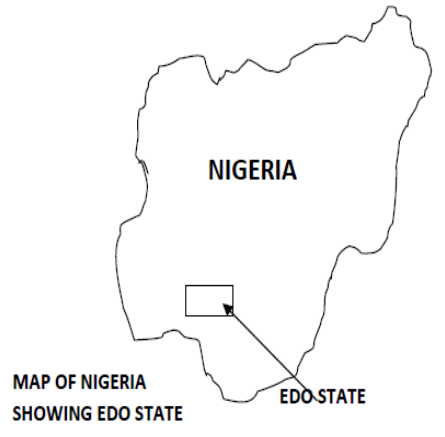 NIGERIA
EDO STATE
MAP OF NIGERIA
SHOWING EDO STATE